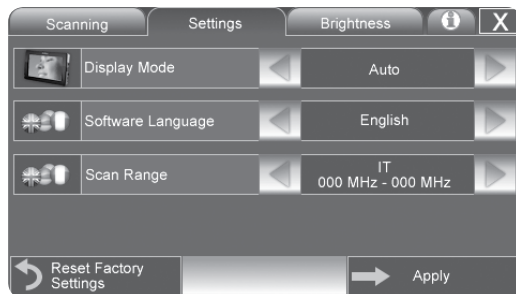 Scanning
Settings
Brightness
i
X
Display Mode
Auto
Software Language
English
Scan Range
IT
000 MHz - 000 MHz
Reset Factory
Settings
Apply